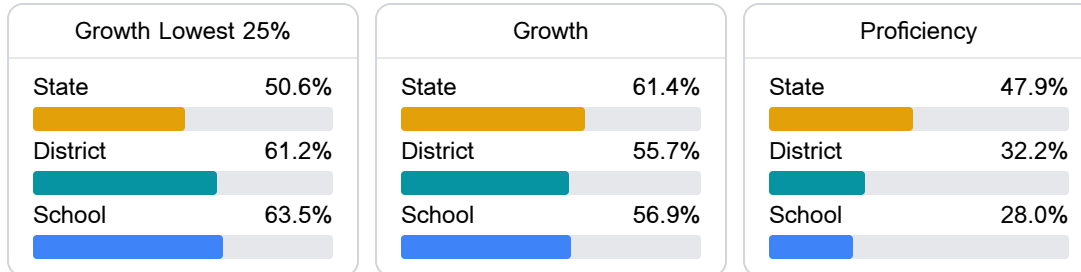 Growth Lowest 25%
State 50.6%
District 61.2%
School 63.5%
Growth
State 61.4%
District 55.7%
School 56.9%
Proficiency
State 47.9%
District 32.2%
School 28.0%